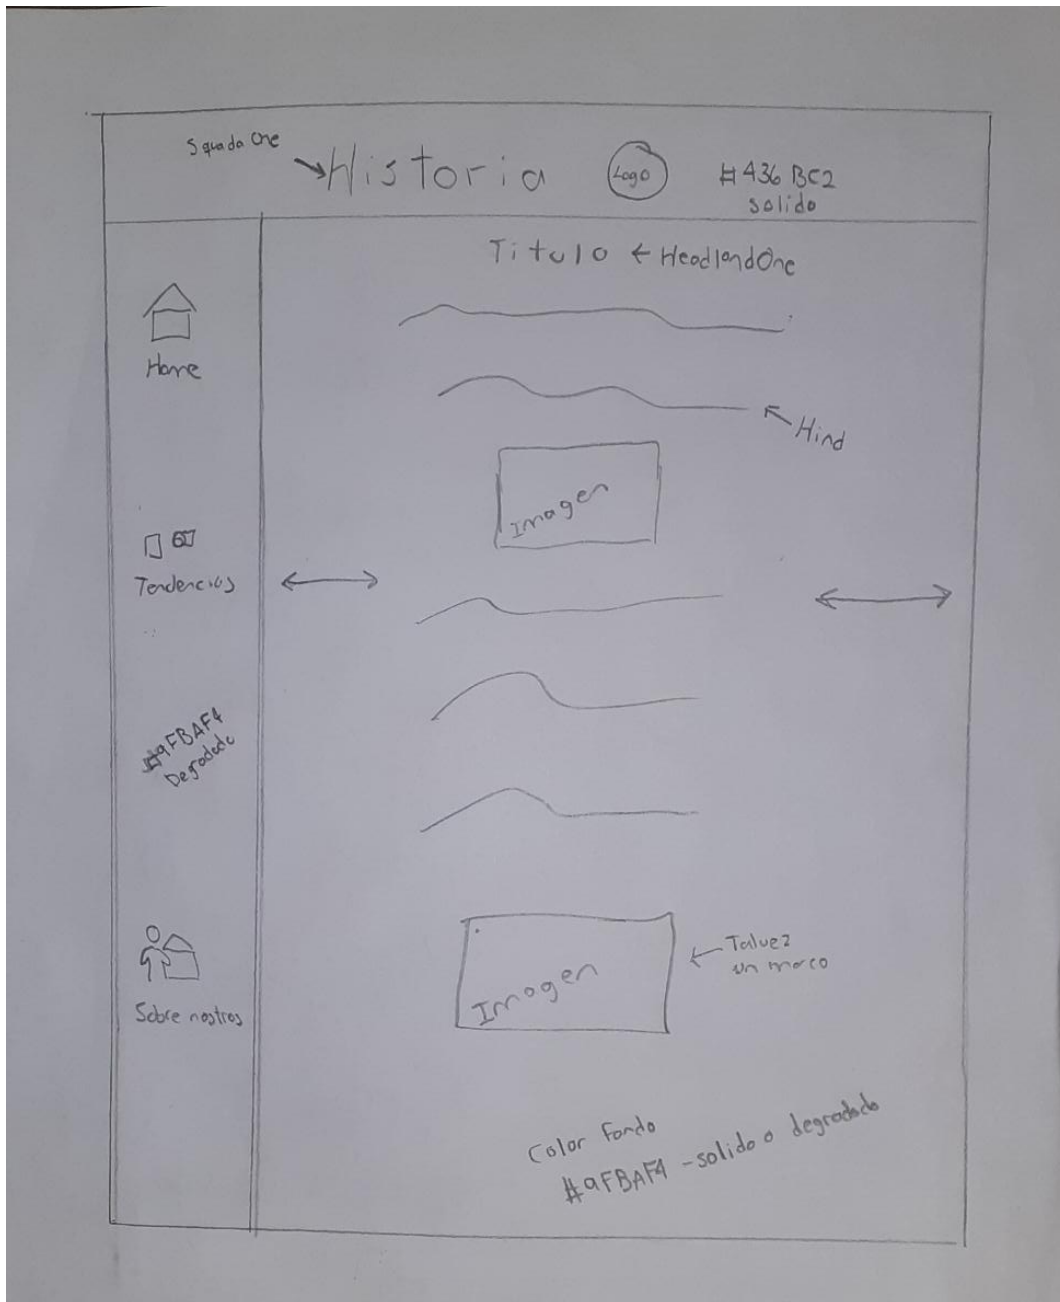 Squada One
Historia
Logo
#436BC2
solido
Titulo ← HeadlandOne
Home
Hind
Imagen
Tendencias
#9FBAF4
Degradado
Imagen
Talvez
un marco
Sobre nostros
Color Fondo
#9FBAF4 - solido o degradado